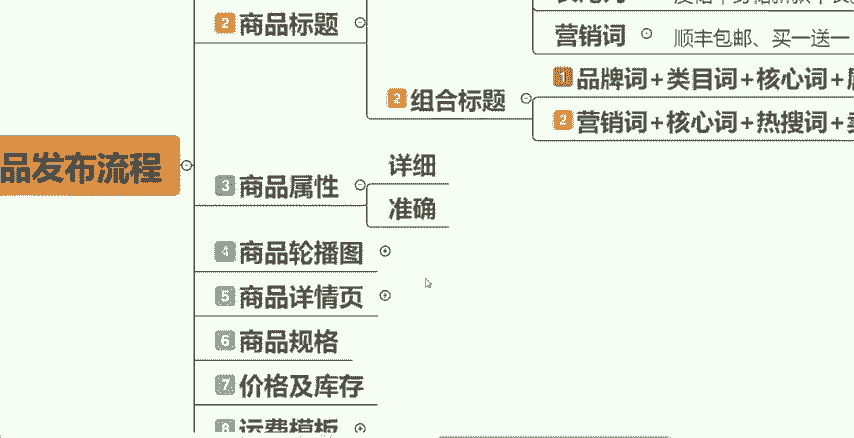 2 商品标题
营销词 顺丰包邮、买一送一
1 品牌词+类目词+核心词+
2 组合标题
2 营销词+核心词+热搜词+
品发布流程
详细
3 商品属性
准确
4 商品轮播图
5 商品详情页
6 商品规格
7 价格及库存
8 运费模板